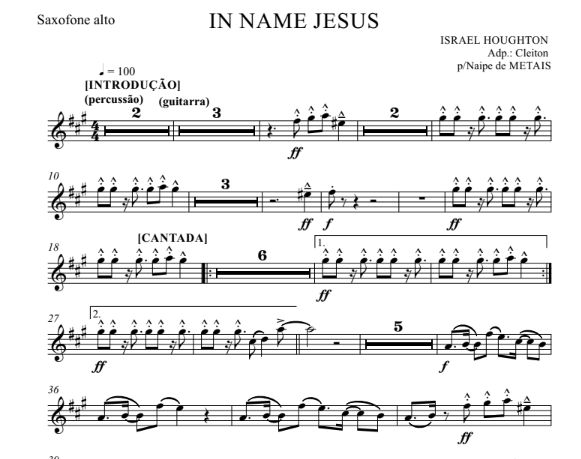 Saxofone alto
IN NAME JESUS
ISRAEL HOUGHTON
Adp.: Cleiton
p/Naipe de METAIS
♩ = 100
[INTRODUÇÃO]
(percussão) (guitarra)
2 3 2
ff
10
3
ff f ff
18
[CANTADA]
6
1.
ff
27
2.
5
ff f
36
ff